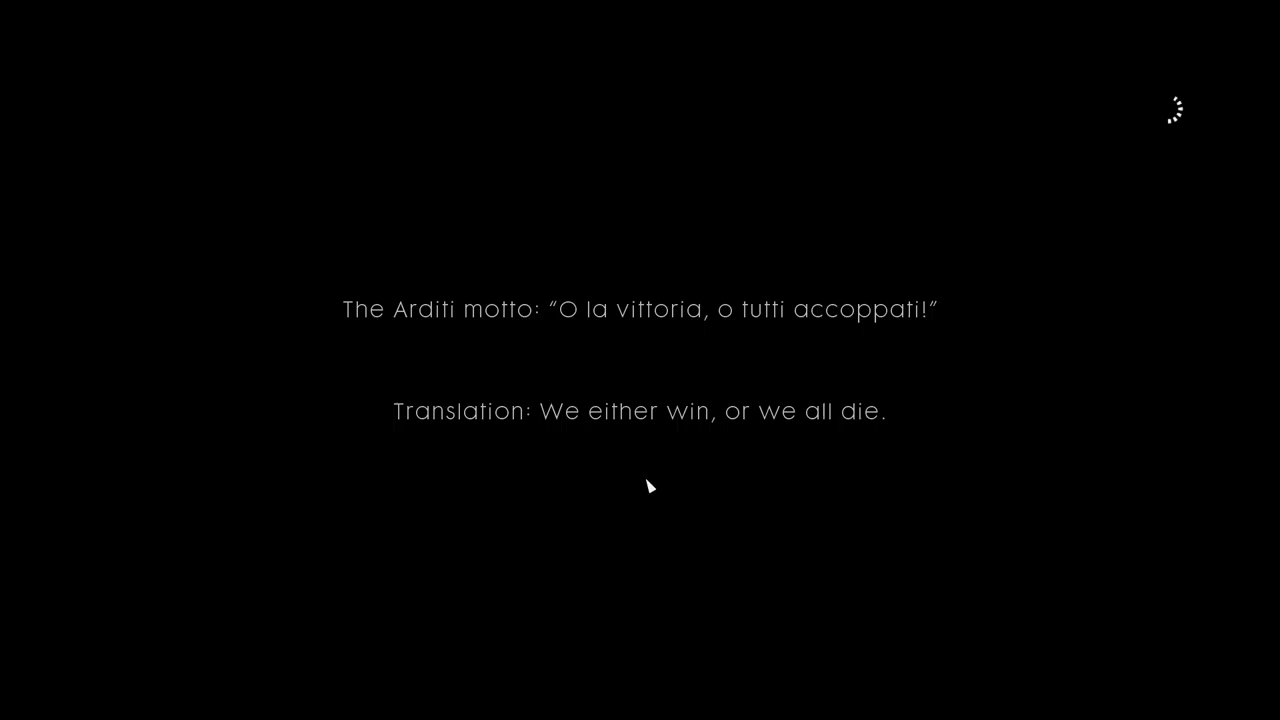 The Arditi motto: “O la vittoria, o tutti accoppati!”
Translation: We either win, or we all die.